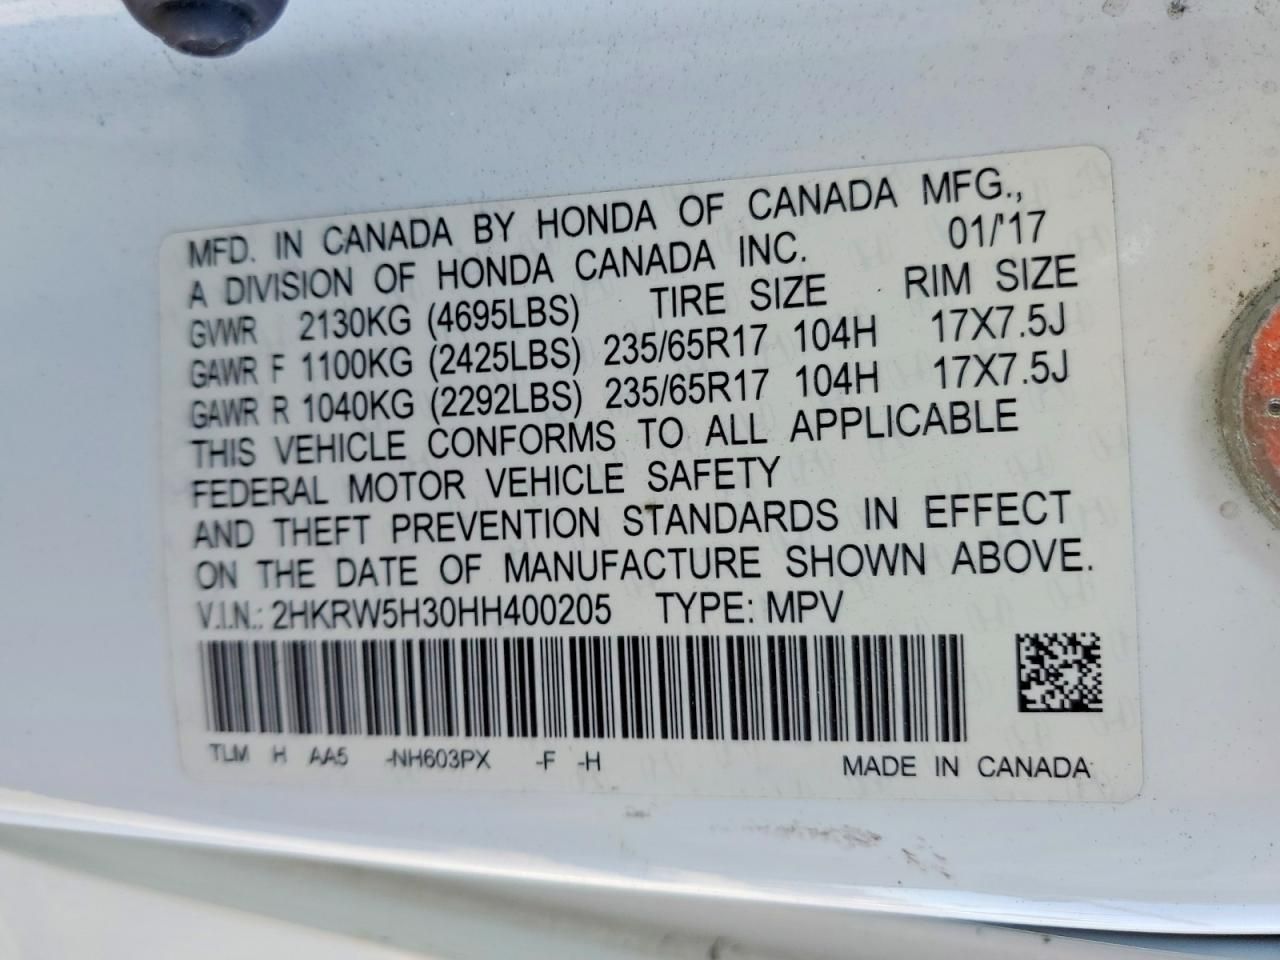 MFD. IN CANADA BY HONDA OF CANADA MFG.,
A DIVISION OF HONDA CANADA INC. 01/'17
GVWR 2130KG (4695LBS) TIRE SIZE RIM SIZE
GAWR F 1100KG (2425LBS) 235/65R17 104H 17X7.5J
GAWR R 1040KG (2292LBS) 235/65R17 104H 17X7.5J
THIS VEHICLE CONFORMS TO ALL APPLICABLE
FEDERAL MOTOR VEHICLE SAFETY
AND THEFT PREVENTION STANDARDS IN EFFECT
ON THE DATE OF MANUFACTURE SHOWN ABOVE.
V.I.N.: 2HKRW5H30HH400205 TYPE: MPV
TLM H AA5 -NH603PX -F -H MADE IN CANADA